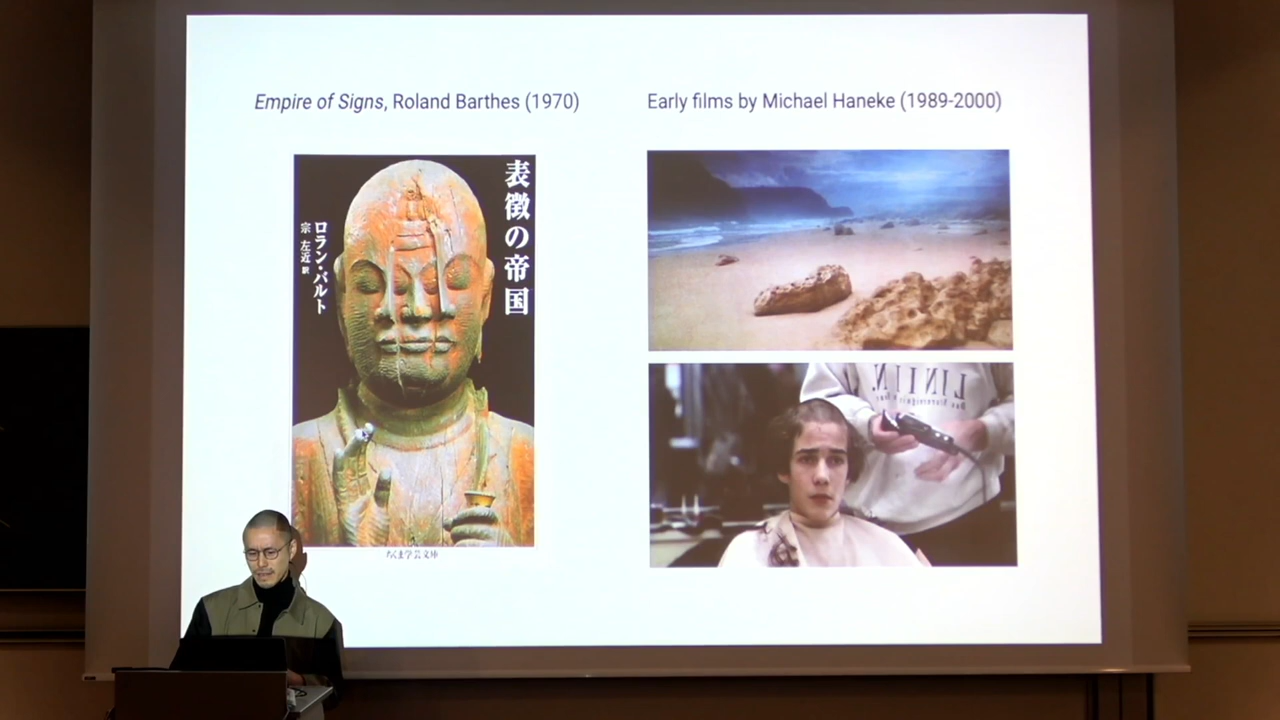 Empire of Signs, Roland Barthes (1970)
Early films by Michael Haneke (1989-2000)
表徴の帝国
ロラン・バルト
宗 左近 訳
ちくま学芸文庫